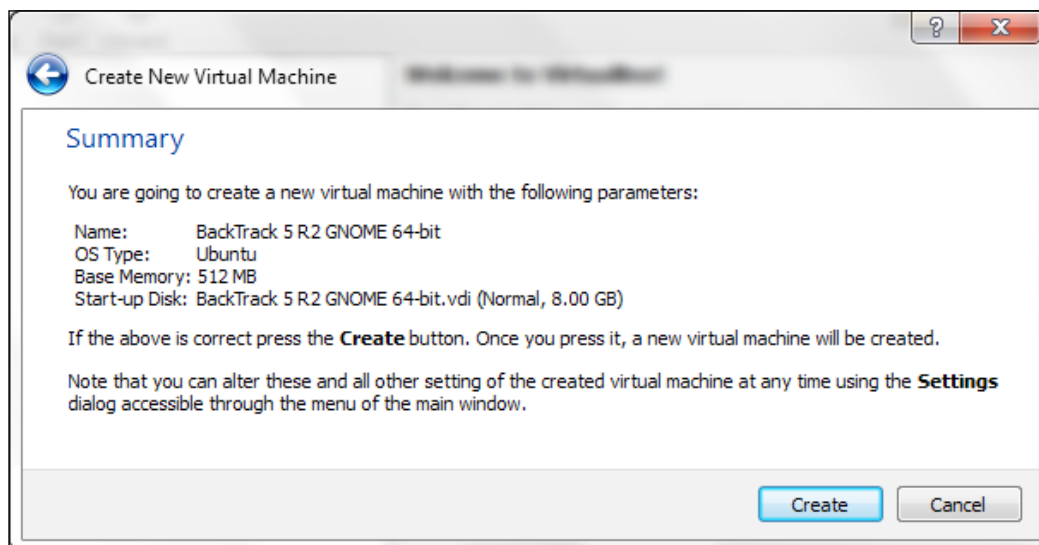 Create New Virtual Machine
Summary
You are going to create a new virtual machine with the following parameters:
Name: BackTrack 5 R2 GNOME 64-bit
OS Type: Ubuntu
Base Memory: 512 MB
Start-up Disk: BackTrack 5 R2 GNOME 64-bit.vdi (Normal, 8.00 GB)
If the above is correct press the Create button. Once you press it, a new virtual machine will be created.
Note that you can alter these and all other setting of the created virtual machine at any time using the Settings
dialog accessible through the menu of the main window.
Create Cancel